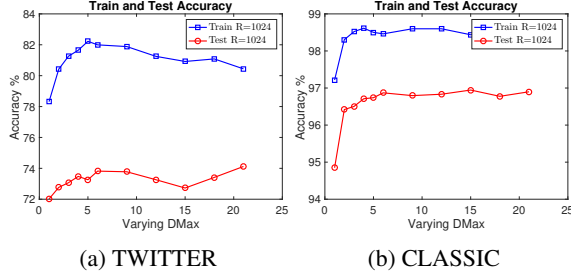 Train and Test Accuracy
Train R=1024
Test R=1024
Accuracy %
84
82
80
78
76
74
72
0 5 10 15 20 25
Varying DMax
(a) TWITTER
Train and Test Accuracy
Train R=1024
Test R=1024
Accuracy %
99
98
97
96
95
94
0 5 10 15 20 25
Varying DMax
(b) CLASSIC